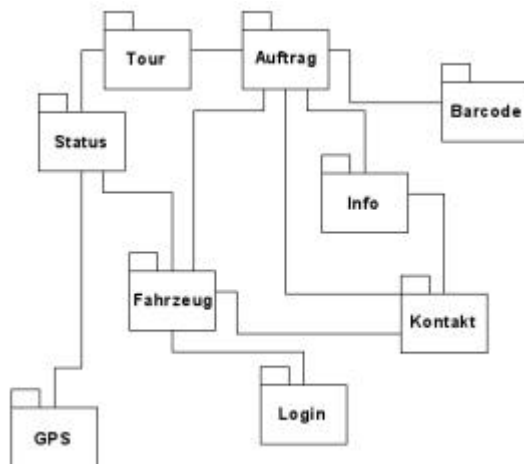 Tour
Auftrag
Barcode
Status
Info
Fahrzeug
Kontakt
Login
GPS